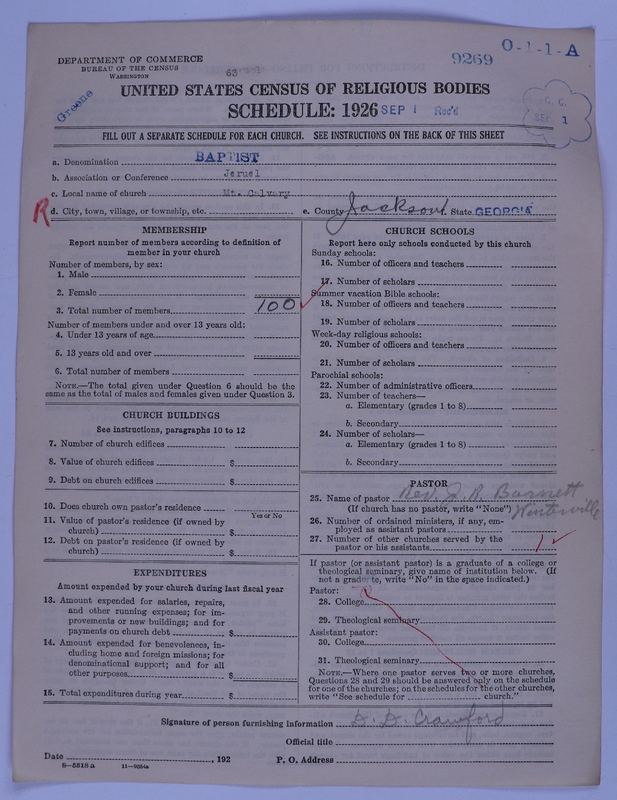 DEPARTMENT OF COMMERCE
BUREAU OF THE CENSUS
WASHINGTON
Greene
9269
O-1-1-A
UNITED STATES CENSUS OF RELIGIOUS BODIES
SCHEDULE: 1926 SEP 1 Rec'd
SEP 1
FILL OUT A SEPARATE SCHEDULE FOR EACH CHURCH. SEE INSTRUCTIONS ON THE BACK OF THIS SHEET
a. Denomination BAPTIST
b. Association or Conference Jeruel
c. Local name of church Mt. Calvary
R d. City, town, village, or township, etc. e. County Jackson State GEORGIA
MEMBERSHIP
Report number of members according to definition of
member in your church
Number of members, by sex:
1. Male
2. Female
3. Total number of members 100
Number of members under and over 13 years old:
4. Under 13 years of age
5. 13 years old and over
6. Total number of members
NOTE.—The total given under Question 6 should be the
same as the total of males and females given under Question 3.
CHURCH BUILDINGS
See instructions, paragraphs 10 to 12
7. Number of church edifices
8. Value of church edifices $
9. Debt on church edifices $
10. Does church own pastor's residence
Yes or No
11. Value of pastor's residence (if owned by
church) $
12. Debt on pastor's residence (if owned by
church) $
EXPENDITURES
Amount expended by your church during last fiscal year
13. Amount expended for salaries, repairs,
and other running expenses; for im-
provements or new buildings; and for
payments on church debt $
14. Amount expended for benevolences, in-
cluding home and foreign missions; for
denominational support; and for all
other purposes $
15. Total expenditures during year $
CHURCH SCHOOLS
Report here only schools conducted by this church
Sunday schools:
16. Number of officers and teachers
17. Number of scholars
Summer vacation Bible schools:
18. Number of officers and teachers
19. Number of scholars
Week-day religious schools:
20. Number of officers and teachers
21. Number of scholars
Parochial schools:
22. Number of administrative officers
23. Number of teachers—
a. Elementary (grades 1 to 8)
b. Secondary
24. Number of scholars—
a. Elementary (grades 1 to 8)
b. Secondary
PASTOR
25. Name of pastor Rev. J. R. Barnett
(If church has no pastor, write "None") Winterville
26. Number of ordained ministers, if any, em-
ployed as assistant pastors
27. Number of other churches served by the
pastor or his assistants 1
If pastor (or assistant pastor) is a graduate of a college or
theological seminary, give name of institution below. (If
not a graduate, write "No" in the space indicated.)
Pastor:
28. College
29. Theological seminary
Assistant pastor:
30. College
31. Theological seminary
NOTE.—Where one pastor serves two or more churches,
Questions 28 and 29 should be answered only on the schedule
for one of the churches; on the schedules for the other churches,
write "See schedule for church."
Signature of person furnishing information D. D. Crawford
Official title
Date , 192 P. O. Address
8-5518a 11-9054a